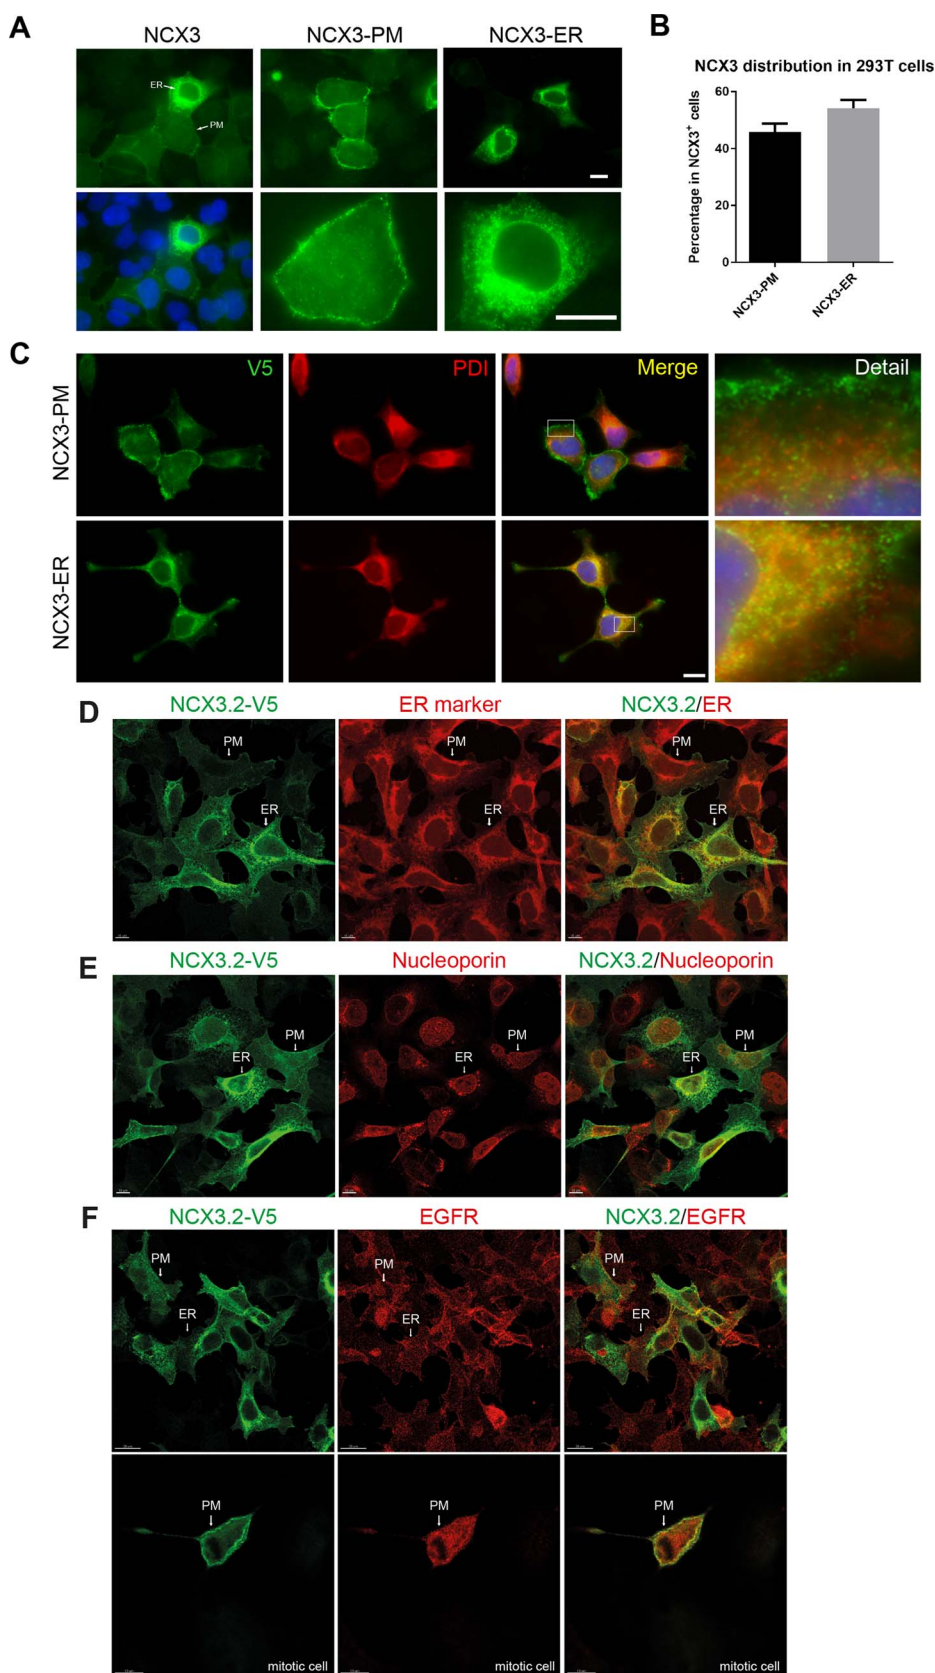 A
NCX3
NCX3-PM
NCX3-ER
ER
PM
B
NCX3 distribution in 293T cells
Percentage in NCX3+ cells
60
40
20
0
NCX3-PM
NCX3-ER
C
NCX3-PM
V5
PDI
Merge
Detail
NCX3-ER
D
NCX3.2-V5
ER marker
NCX3.2/ER
PM
PM
PM
ER
ER
ER
E
NCX3.2-V5
Nucleoporin
NCX3.2/Nucleoporin
PM
PM
PM
ER
ER
ER
F
NCX3.2-V5
EGFR
NCX3.2/EGFR
PM
PM
PM
ER
ER
ER
PM
PM
PM
mitotic cell
mitotic cell
mitotic cell